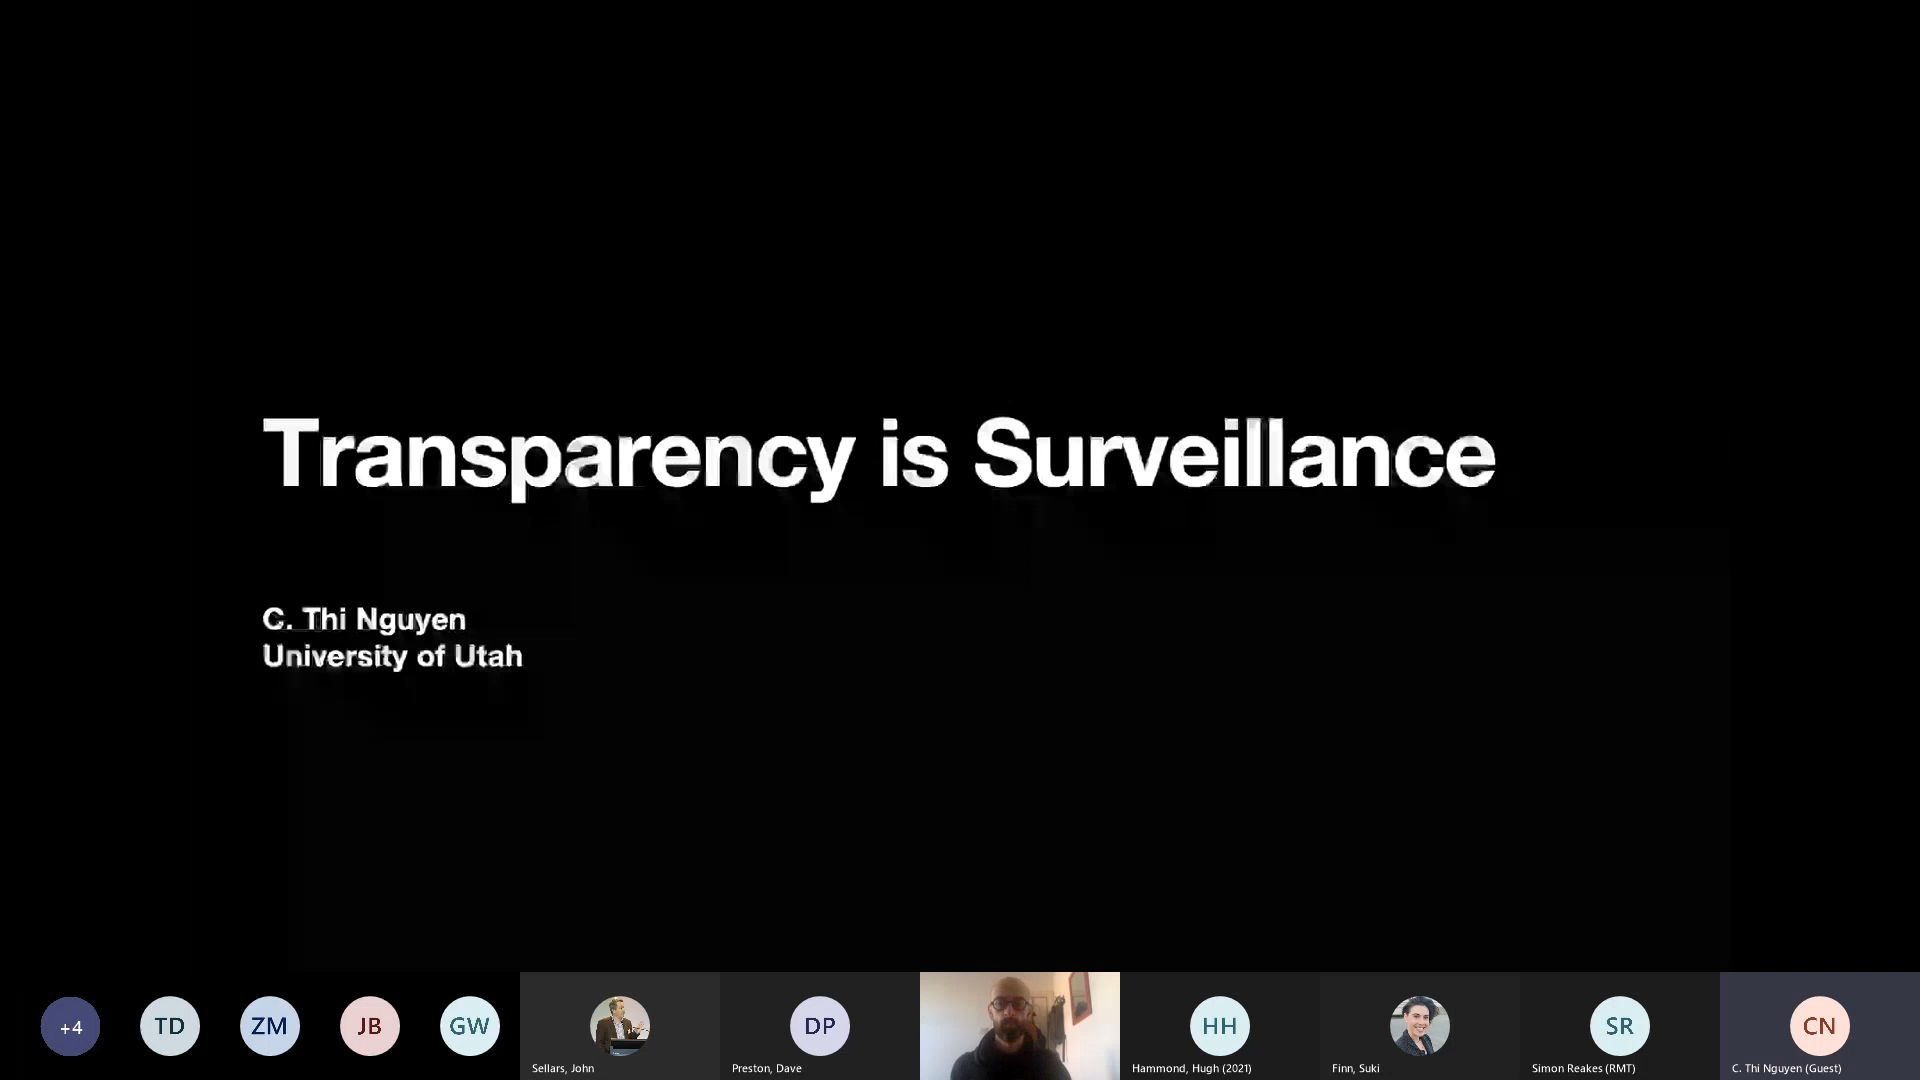 Transparency is Surveillance
C. Thi Nguyen
University of Utah
+4
TD
ZM
JB
GW
Sellars, John
DP
Preston, Dave
HH
Hammond, Hugh (2021)
Finn, Suki
SR
Simon Reakes (RMT)
CN
C. Thi Nguyen (Guest)